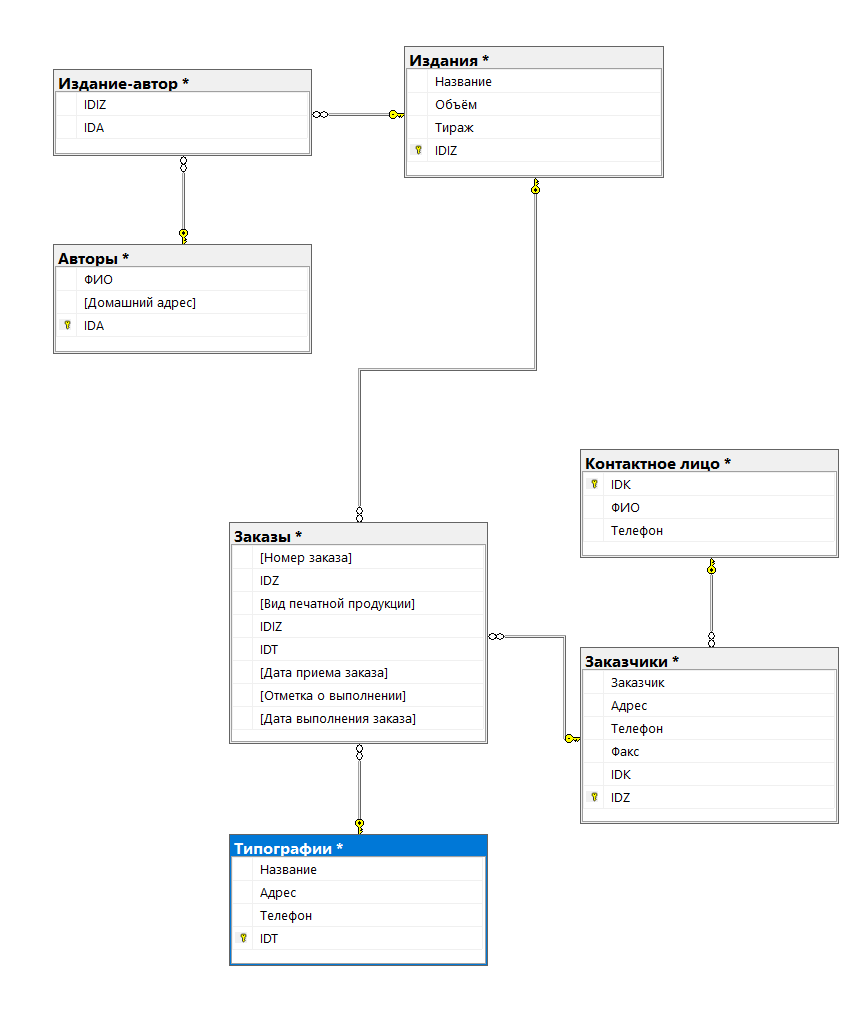 Издание-автор *
IDIZ
IDA
Издания *
Название
Объём
Тираж
IDIZ
Авторы *
ФИО
[Домашний адрес]
IDA
Контактное лицо *
IDK
ФИО
Телефон
Заказы *
[Номер заказа]
IDZ
[Вид печатной продукции]
IDIZ
IDT
[Дата приема заказа]
[Отметка о выполнении]
[Дата выполнения заказа]
Заказчики *
Заказчик
Адрес
Телефон
Факс
IDK
IDZ
Типографии *
Название
Адрес
Телефон
IDT